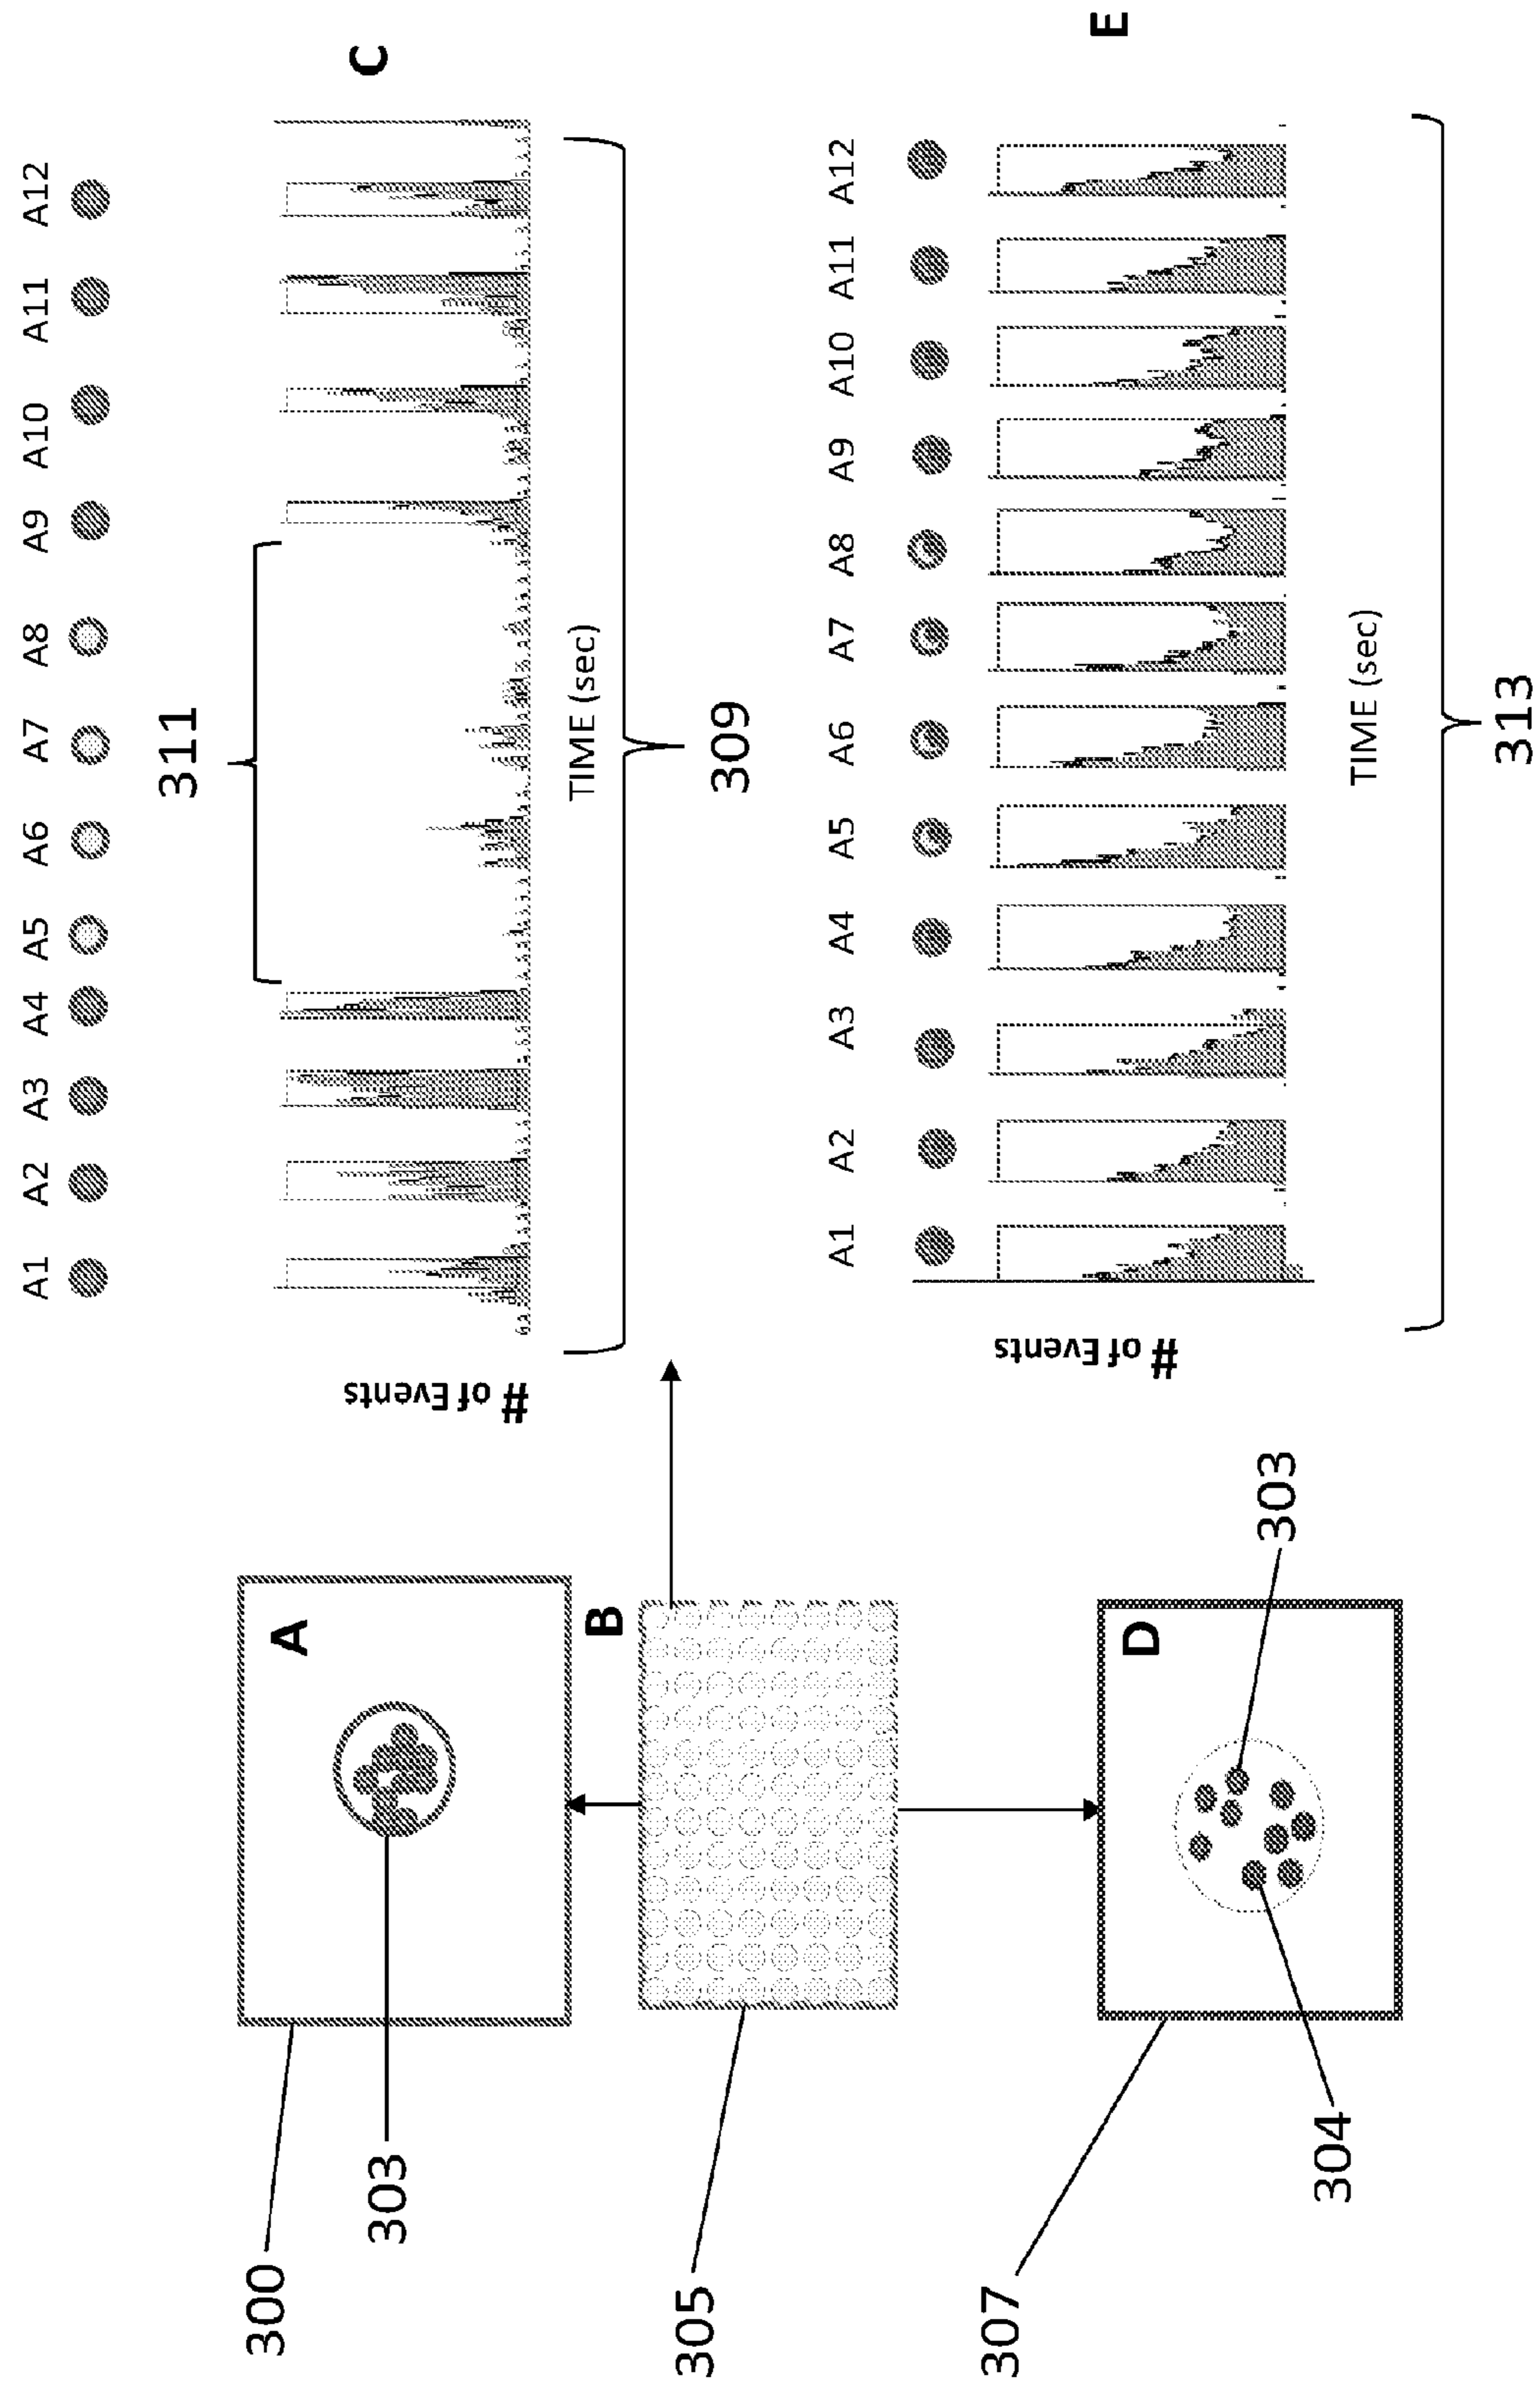 A1 A2 A3 A4 A5 A6 A7 A8 A9 A10 A11 A12
311
C
# of Events
TIME (sec)
309
A
300
303
B
305
A1 A2 A3 A4 A5 A6 A7 A8 A9 A10 A11 A12
E
# of Events
TIME (sec)
313
D
303
307
304